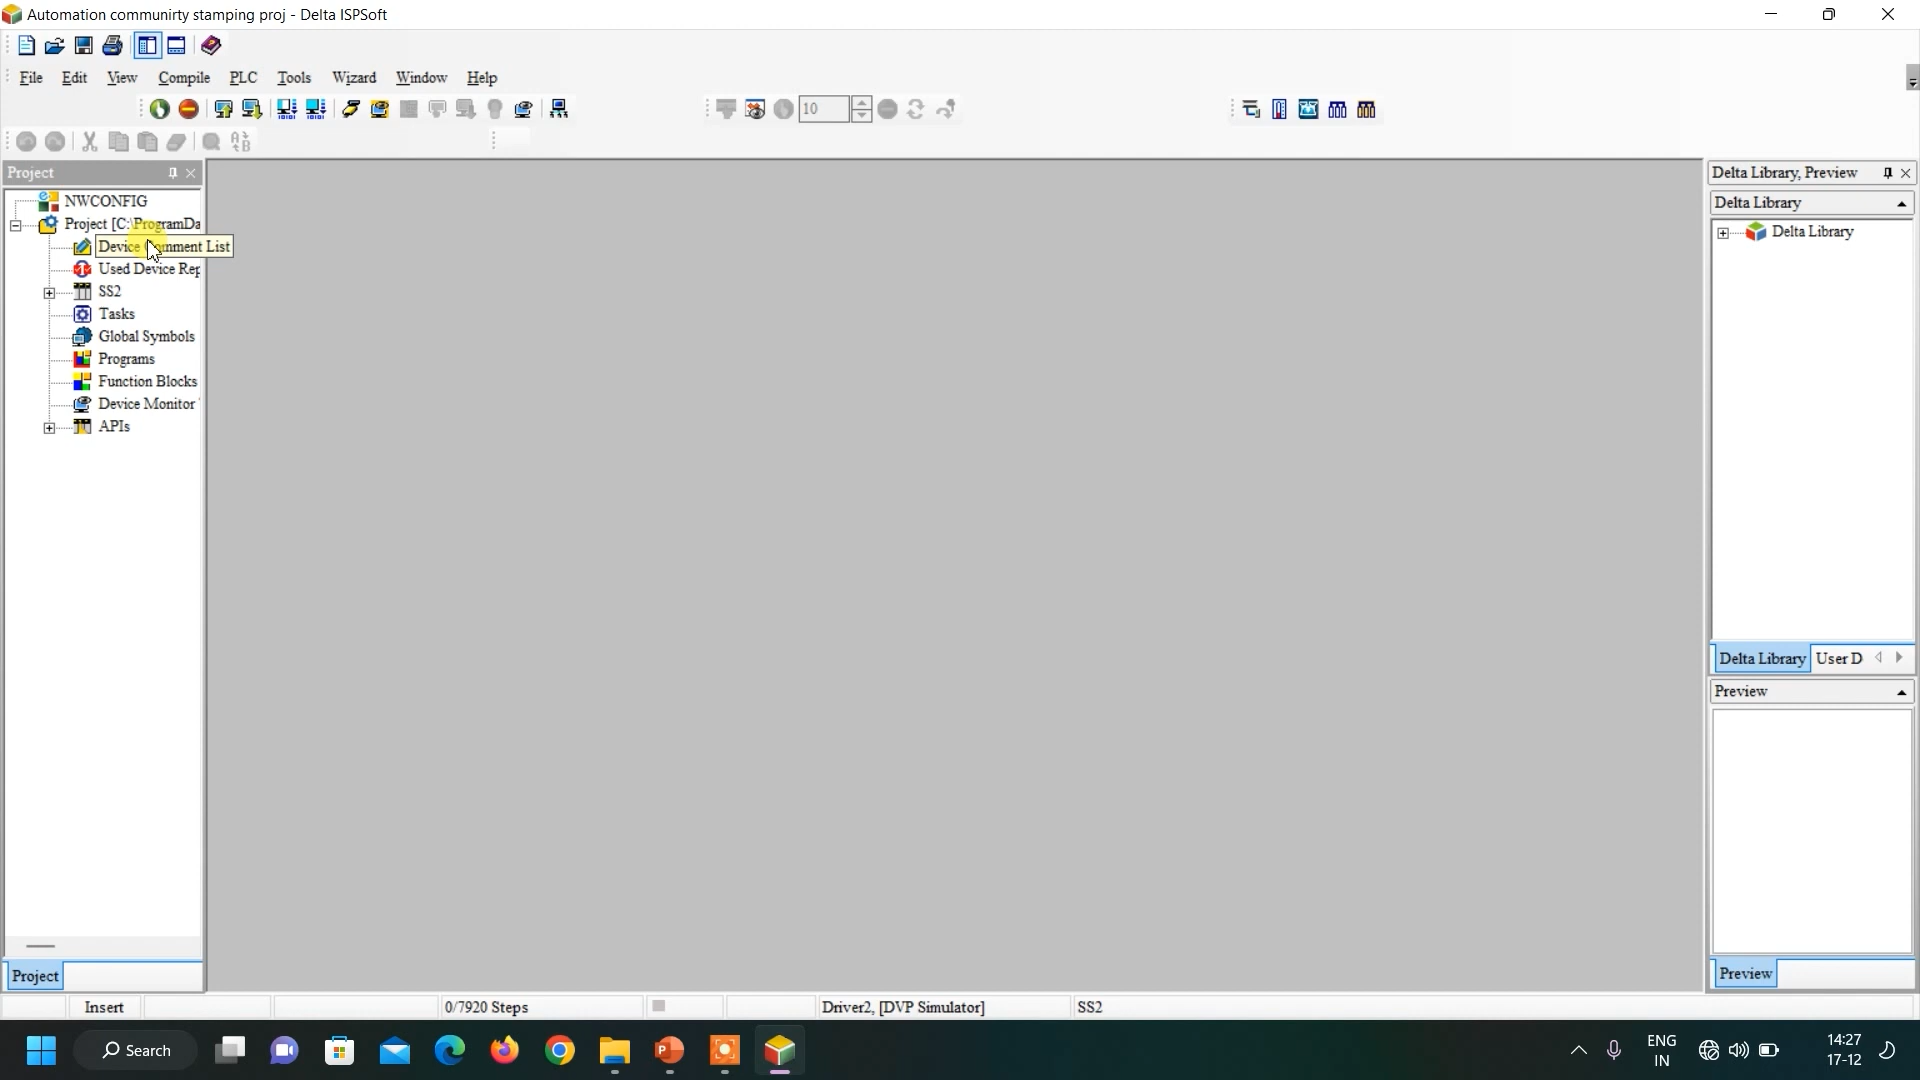 Automation communirty stamping proj - Delta ISPSoft
File Edit View Compile PLC Tools Wizard Window Help
10
Project
NWCONFIG
Project [C:\ProgramDa
Device Comment List
Used Device Rep
SS2
Tasks
Global Symbols
Programs
Function Blocks
Device Monitor
APIs
Project
Delta Library, Preview
Delta Library
Delta Library
Delta Library User D
Preview
Preview
Insert 0/7920 Steps Driver2, [DVP Simulator] SS2
Search
ENG
IN
14:27
17-12